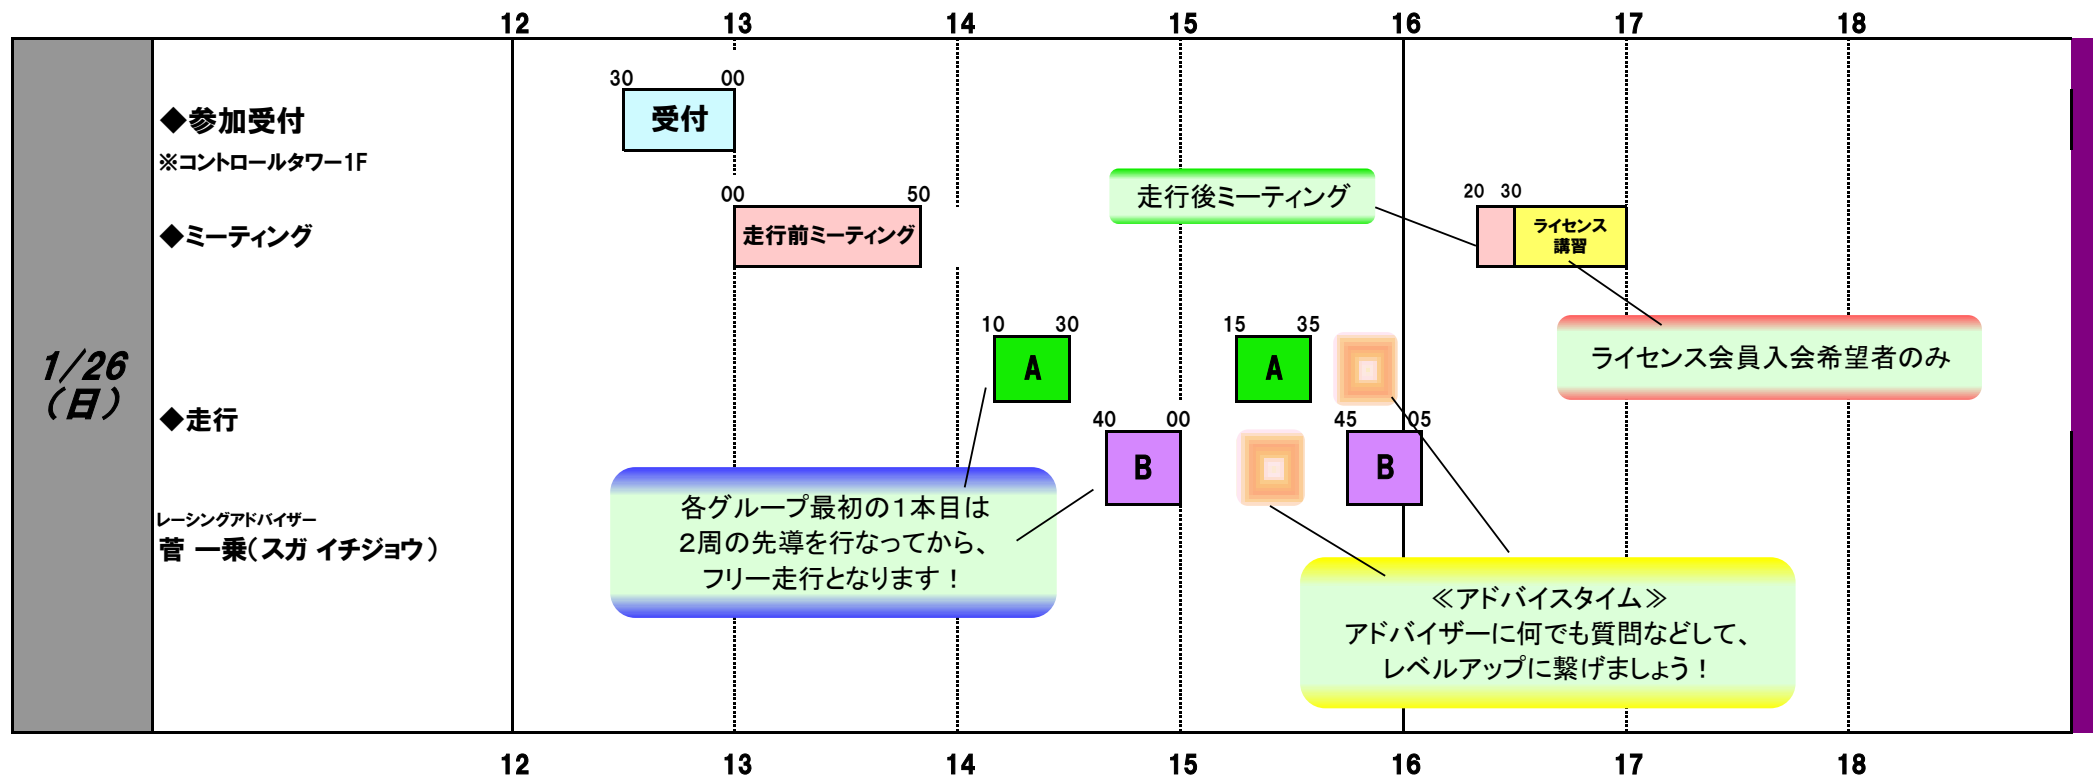 12 13 14 15 16 17 18
30 00
◆参加受付
受付
※コントロールタワー1F
00 50
走行後ミーティング
20 30
◆ミーティング
走行前ミーティング
ライセンス
講習
10 30
15 35
ライセンス会員入会希望者のみ
1/26
（日）
A
A
◆走行
40 00
45 05
B
B
各グループ最初の１本目は
２周の先導を行なってから、
フリー走行となります！
レーシングアドバイザー
菅 一乗（スガ イチジョウ）
≪アドバイスタイム≫
アドバイザーに何でも質問などして、
レベルアップに繋げましょう！
12 13 14 15 16 17 18